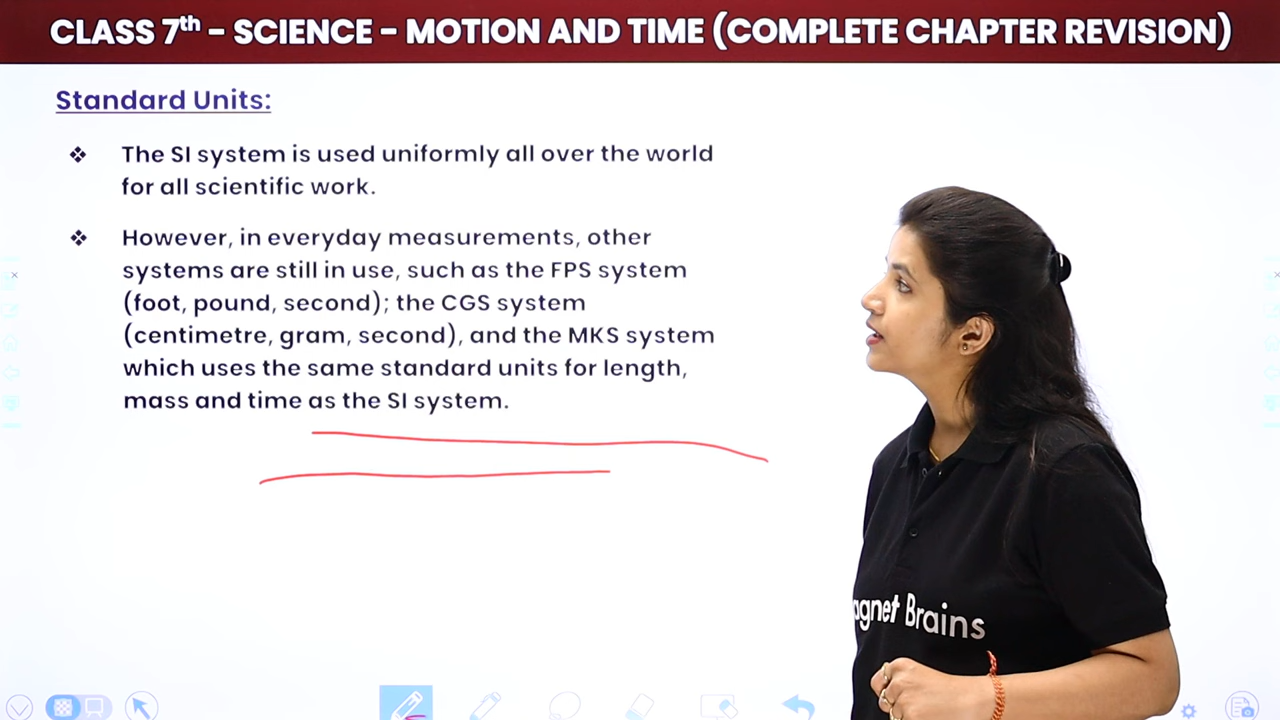 CLASS 7th – SCIENCE – MOTION AND TIME (COMPLETE CHAPTER REVISION)
Standard Units:
❖ The SI system is used uniformly all over the world
for all scientific work.
❖ However, in everyday measurements, other
systems are still in use, such as the FPS system
(foot, pound, second); the CGS system
(centimetre, gram, second), and the MKS system
which uses the same standard units for length,
mass and time as the SI system.
agnet Brains